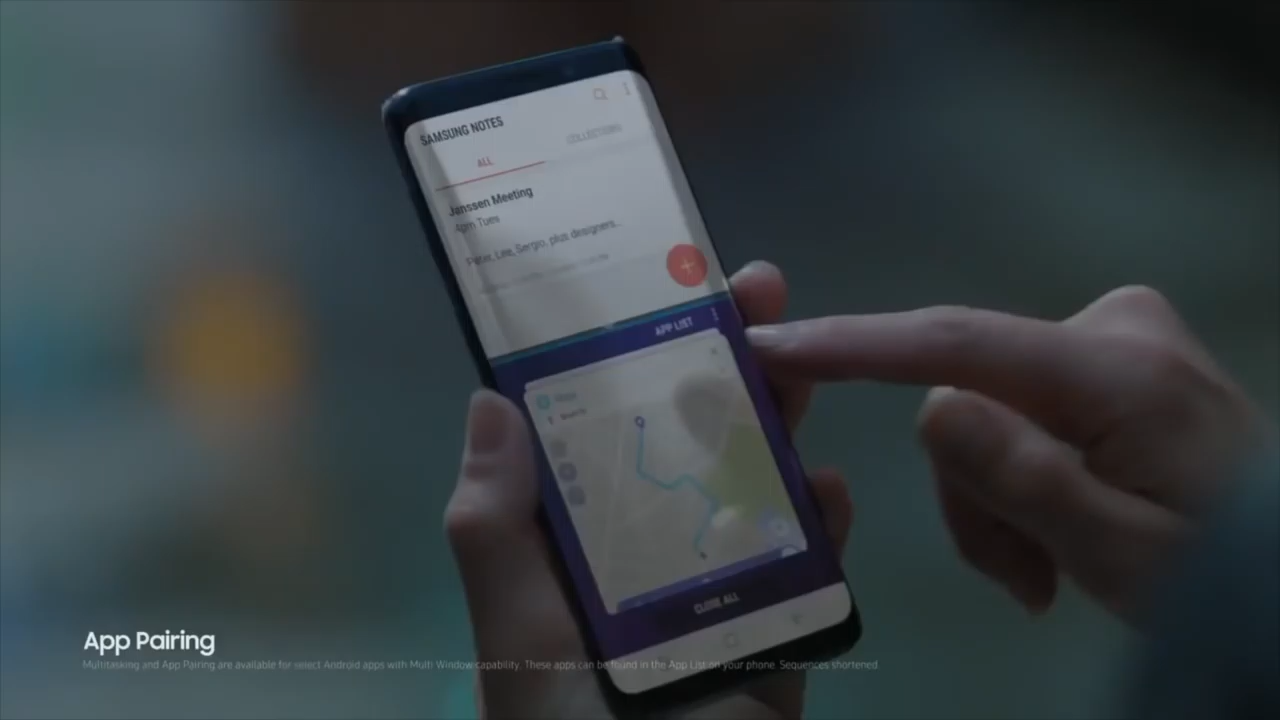 SAMSUNG NOTES
ALL
COLLECTIONS
Janssen Meeting
4pm Tues
Peter, Lee, Sergio, plus designers...
APP LIST
CLOSE ALL
App Pairing
Multitasking and App Pairing are available for select Android apps with Multi Window capability. These apps can be found in the App List on your phone. Sequences shortened.